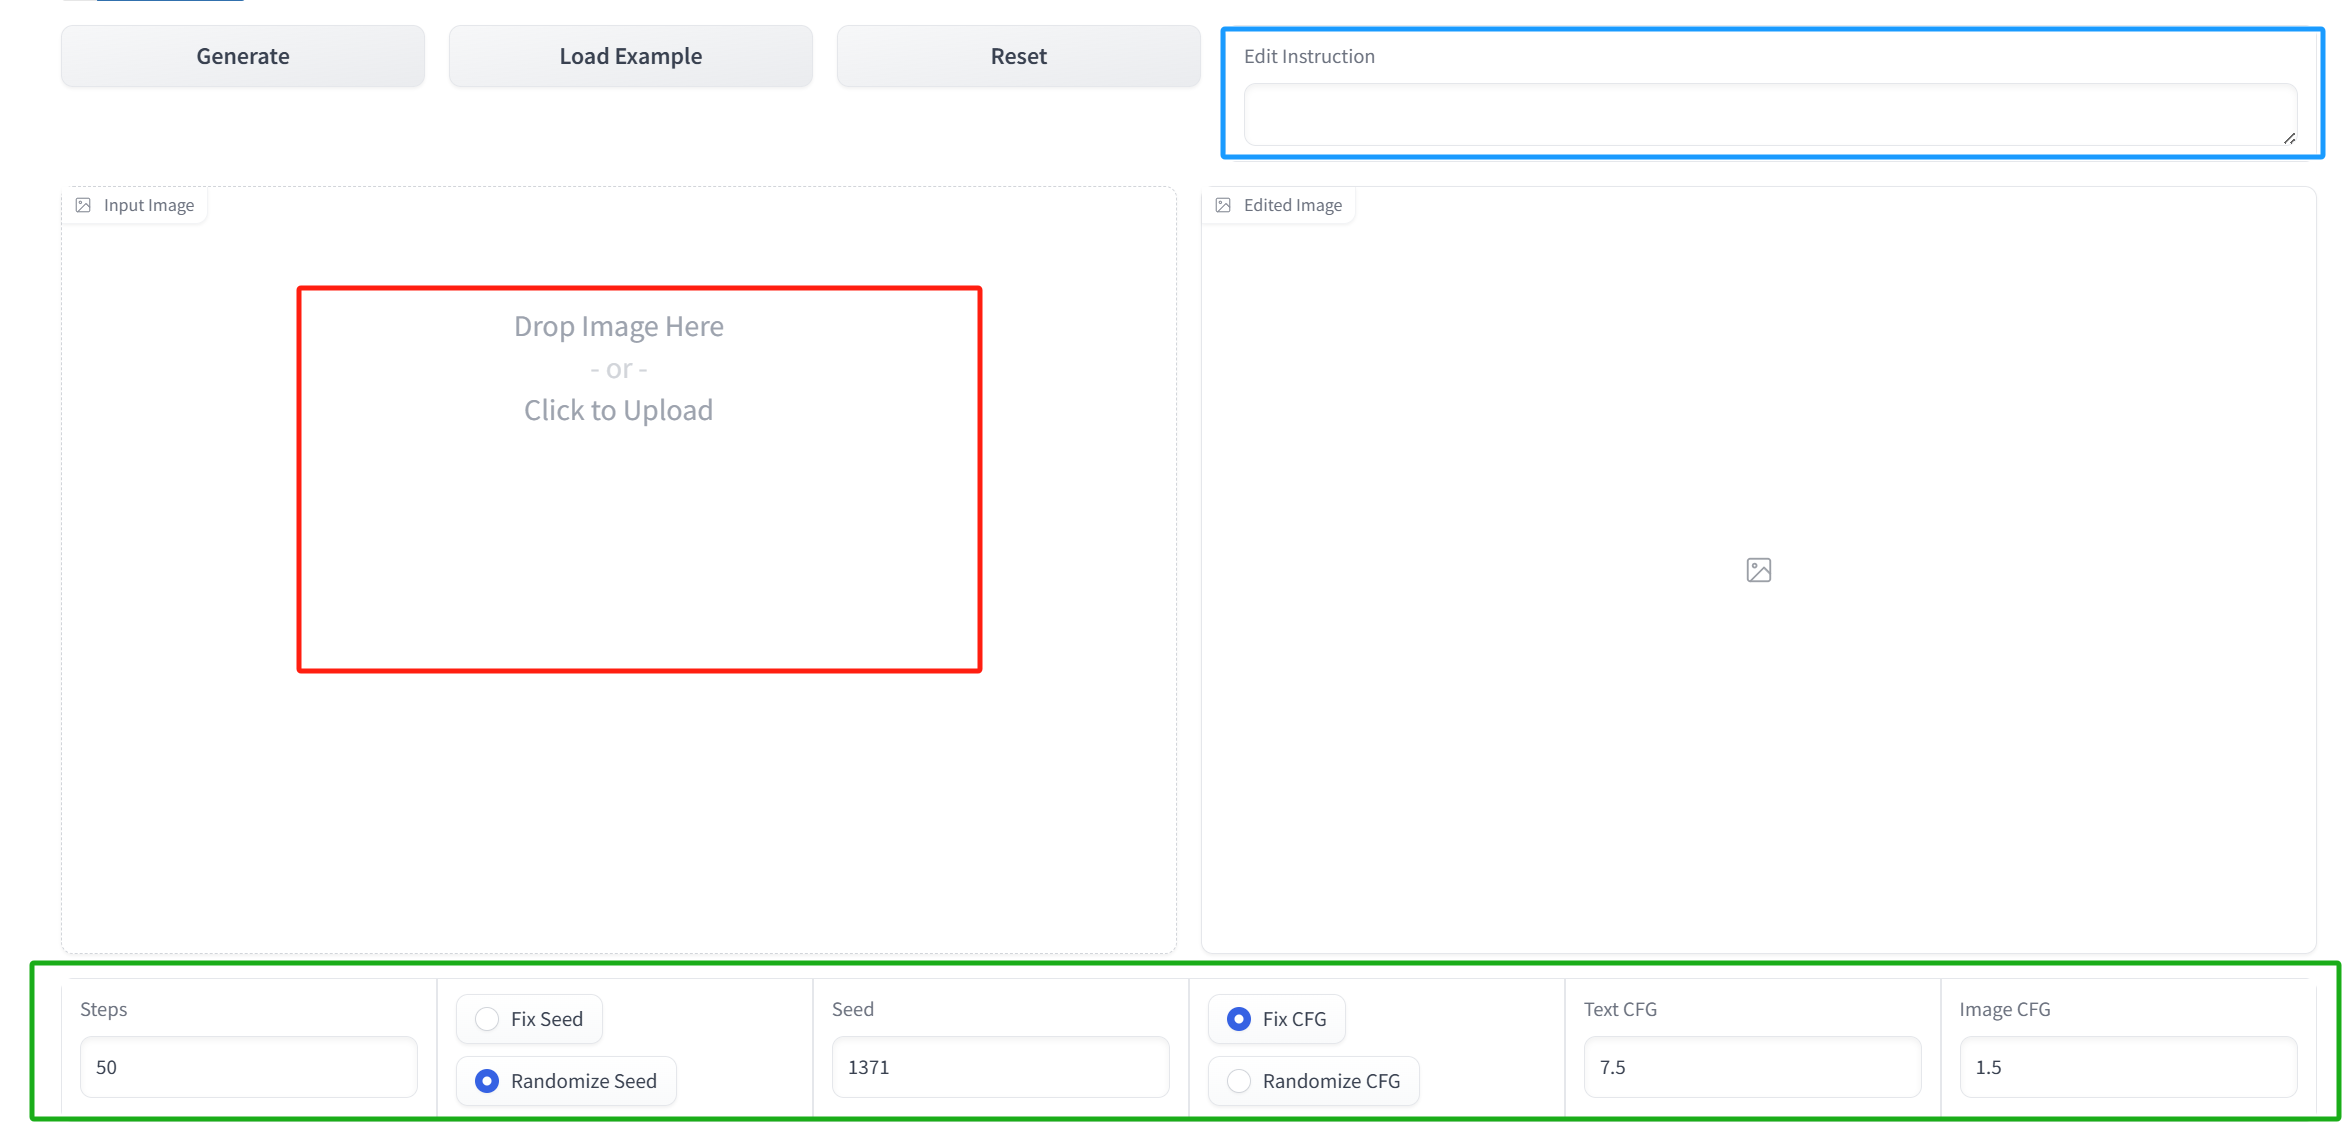 Generate
Load Example
Reset
Edit Instruction
Input Image
Edited Image
Drop Image Here
- or -
Click to Upload
Steps
50
Fix Seed
Randomize Seed
Seed
1371
Fix CFG
Randomize CFG
Text CFG
7.5
Image CFG
1.5